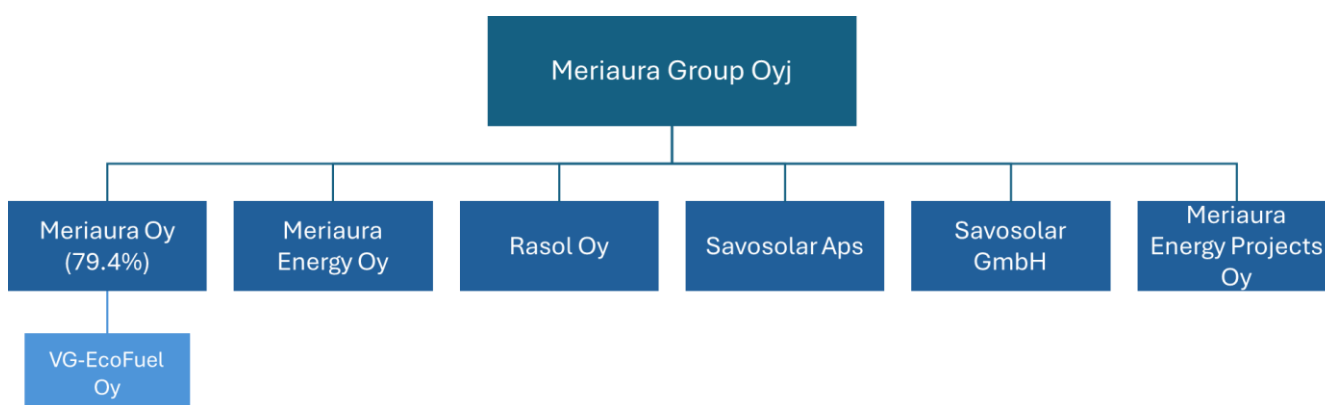 Meriaura Group Oyj
Meriaura Oy
(79.4%)
Meriaura
Energy Oy
Rasol Oy
Savosolar Aps
Savosolar
GmbH
Meriaura
Energy Projects
Oy
VG-EcoFuel
Oy